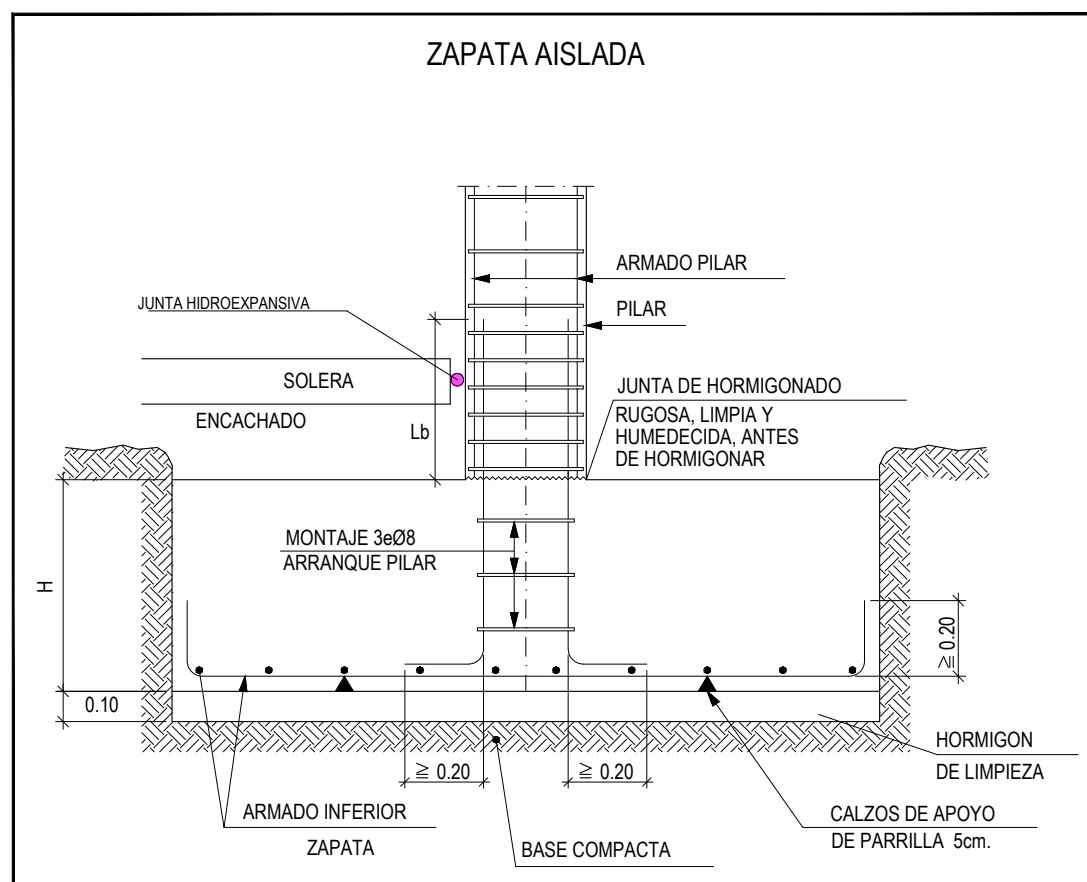 ZAPATA AISLADA
ARMADO PILAR
JUNTA HIDROEXPANSIVA
PILAR
SOLERA
ENCACHADO
Lb
JUNTA DE HORMIGONADO
RUGOSA, LIMPIA Y
HUMEDECIDA, ANTES
DE HORMIGONAR
MONTAJE 3eØ8
ARRANQUE PILAR
H
≧ 0.20
0.10
≧ 0.20
≧ 0.20
HORMIGON
DE LIMPIEZA
ARMADO INFERIOR
ZAPATA
BASE COMPACTA
CALZOS DE APOYO
DE PARRILLA 5cm.